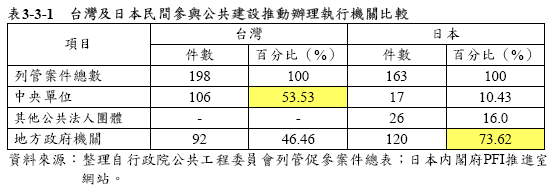 表3-3-1 台灣及日本民間參與公共建設推動辦理執行機關比較
項目 台灣 日本
件數 百分比（%） 件數 百分比（%）
列管案件總數 198 100 163 100
中央單位 106 53.53 17 10.43
其他公共法人團體 - - 26 16.0
地方政府機關 92 46.46 120 73.62
資料來源：整理自行政院公共工程委員會列管促參案件總表；日本內閣府PFI推進室
網站。